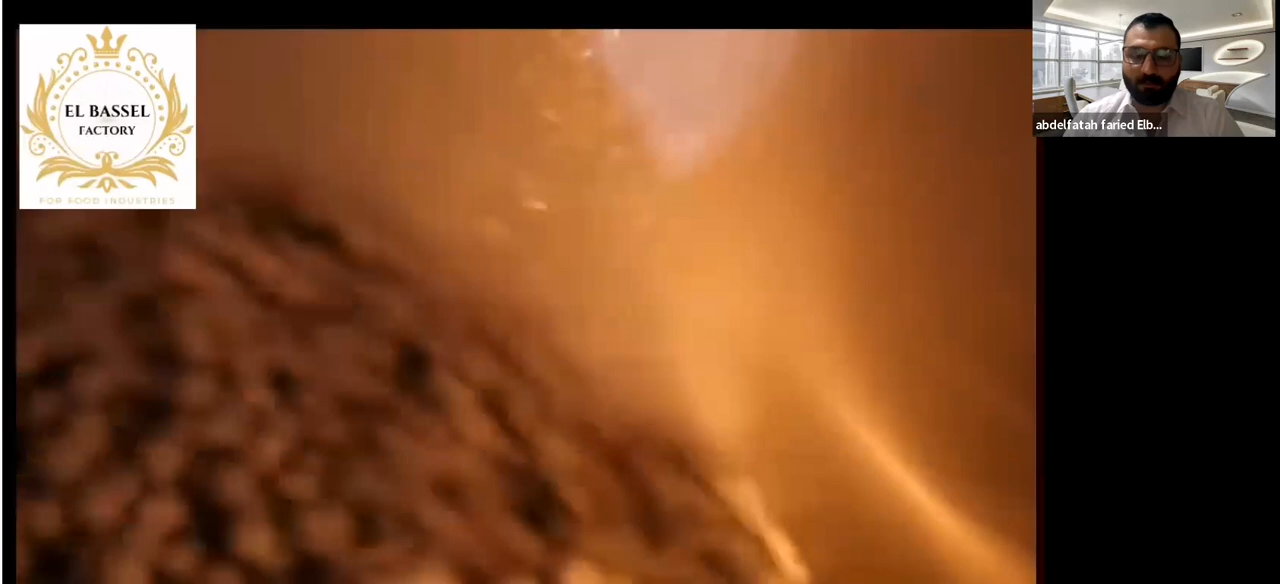 EL BASSEL
FACTORY
FOR FOOD INDUSTRIES
abdelfatah faried Elb...